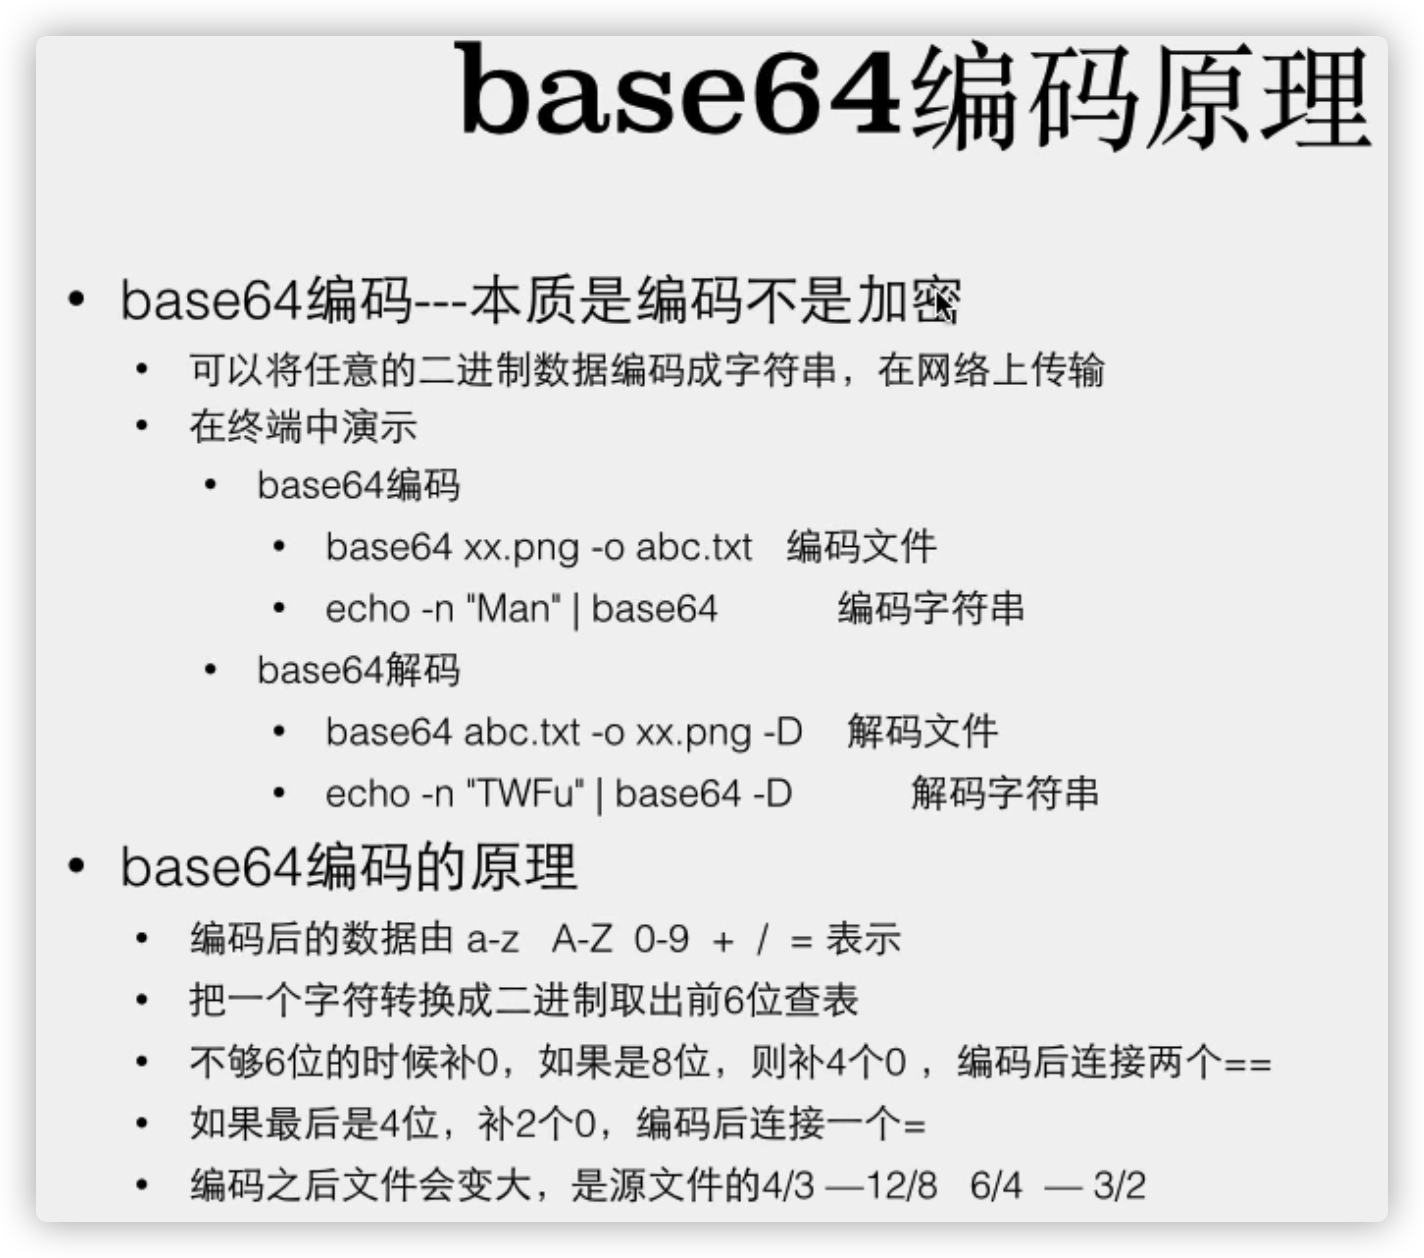 base64编码原理
• base64编码---本质是编码不是加密
• 可以将任意的二进制数据编码成字符串，在网络上传输
• 在终端中演示
• base64编码
• base64 xx.png -o abc.txt 编码文件
• echo -n "Man" | base64 编码字符串
• base64解码
• base64 abc.txt -o xx.png -D 解码文件
• echo -n "TWFu" | base64 -D 解码字符串
• base64编码的原理
• 编码后的数据由 a-z A-Z 0-9 + / = 表示
• 把一个字符转换成二进制取出前6位查表
• 不够6位的时候补0，如果是8位，则补4个0 ，编码后连接两个==
• 如果最后是4位，补2个0，编码后连接一个=
• 编码之后文件会变大，是源文件的4/3 —12/8 6/4 — 3/2